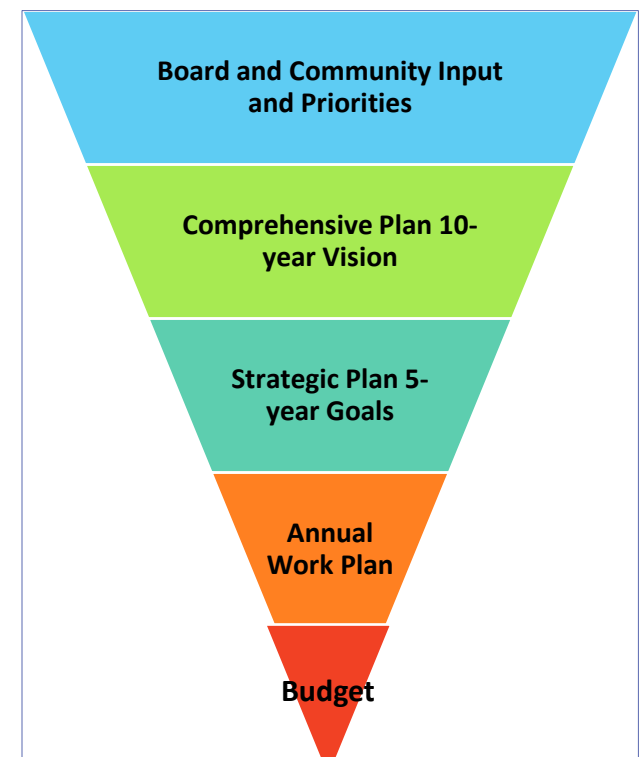 Board and Community Input
and Priorities
Comprehensive Plan 10-
year Vision
Strategic Plan 5-
year Goals
Annual
Work Plan
Budget